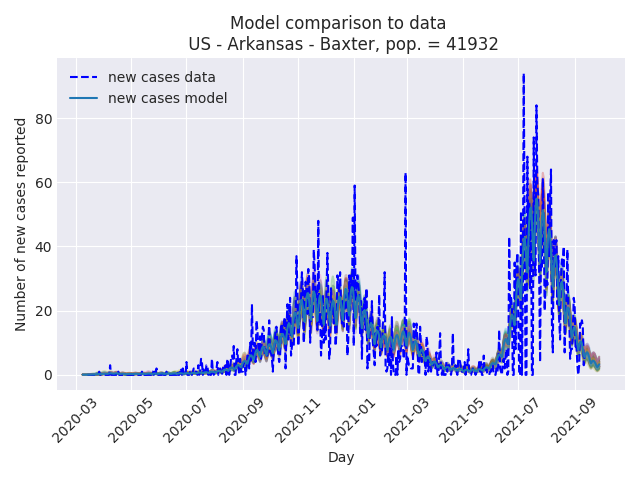 Model comparison to data
US - Arkansas - Baxter, pop. = 41932
new cases data
new cases model
Number of new cases reported
80
60
40
20
0
2020-03
2020-05
2020-07
2020-09
2020-11
2021-01
2021-03
2021-05
2021-07
2021-09
Day